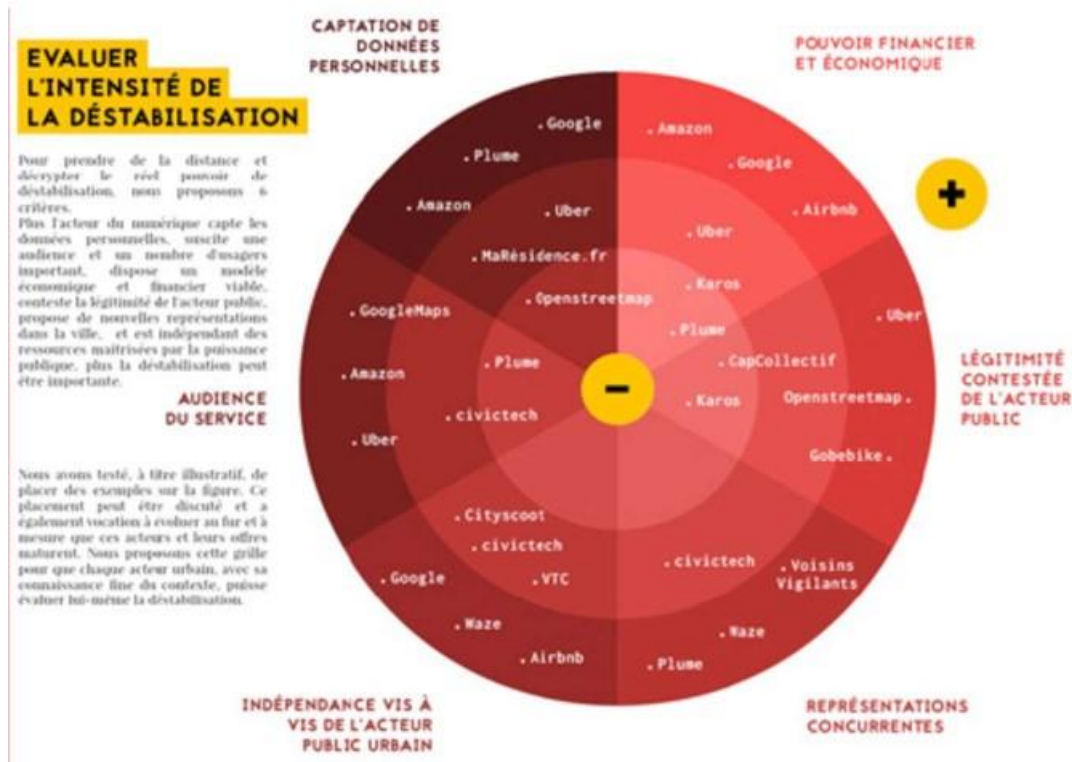 EVALUER
L'INTENSITÉ DE
LA DÉSTABILISATION
Pour prendre de la distance et
décrypter le réel pouvoir de
déstabilisation, nous proposons 6
critères.
Plus l'acteur du numérique capte les
données personnelles, suscite une
audience et un nombre d'usagers
important, dispose un modèle
économique et financier viable,
conteste la légitimité de l'acteur public,
propose de nouvelles représentations
dans la ville, et est indépendant des
ressources maîtrisées par la puissance
publique, plus la déstabilisation peut
être importante.
Nous avons testé, à titre illustratif, de
placer des exemples sur la figure. Ce
placement peut être discuté et a
également vocation à évoluer au fur et à
mesure que ces acteurs et leurs offres
maturent. Nous proposons cette grille
pour que chaque acteur urbain, avec sa
connaissance fine du contexte, puisse
évaluer lui-même la déstabilisation.
CAPTATION DE
DONNÉES
PERSONNELLES
. Google
. Plume
. Amazon
. Uber
. MaRésidence.fr
. Openstreetmap
POUVOIR FINANCIER
ET ÉCONOMIQUE
. Amazon
. Google
. Airbnb
. Uber
. Karos
. Plume
+
LÉGITIMITÉ
CONTESTÉE
DE L'ACTEUR
PUBLIC
. Uber
. CapCollectif
. Karos
Openstreetmap.
Gobebike.
AUDIENCE
DU SERVICE
. GoogleMaps
. Plume
. Amazon
. civictech
. Uber
-
INDÉPENDANCE VIS À
VIS DE L'ACTEUR
PUBLIC URBAIN
. Cityscoot
. civictech
. Google
. VTC
. Waze
. Airbnb
REPRÉSENTATIONS
CONCURRENTES
. civictech
. Voisins
Vigilants
. Waze
. Plume